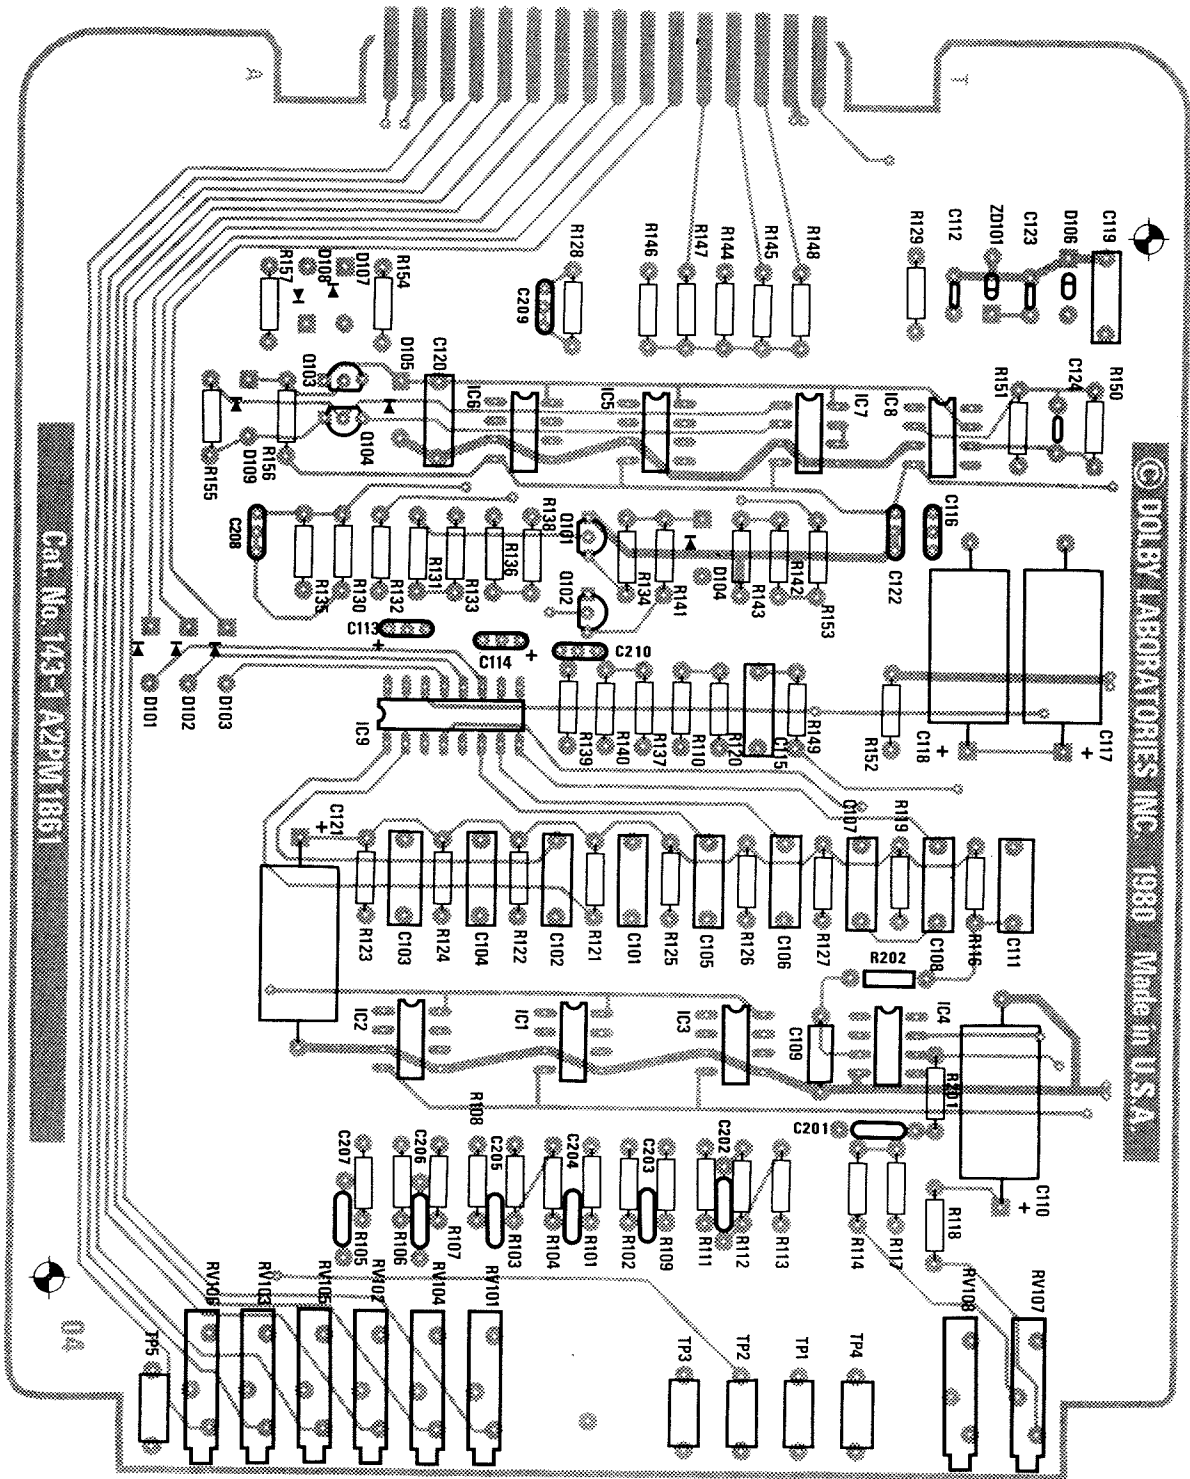 A
T
R157
D108
D107
R154
R128
C209
R146
R147
R144
R145
R148
R129
C112
ZD101
C123
D106
C119
Q103
D105
C120
IC6
IC5
IC7
IC8
R151
C124
R150
R155
D109
R156
Q104
C208
R135
R130
R132
R131
R133
R136
R138
Q101
Q102
R134
R141
D104
R143
R142
R153
C122
C116
C113
+
C114
+
C210
D101
D102
D103
IC9
R139
R140
R137
R110
R120
C115
R149
R152
C118
+
C117
+
C121
+
R123
C103
R124
C104
R122
C102
R121
C101
R125
C105
R126
C106
R127
C107
R119
C108
R116
C111
R202
IC2
IC1
IC3
C109
IC4
R201
C110
+
C201
R108
C207
C206
C205
C204
C203
C202
R105
R106
R107
R103
R104
R101
R102
R109
R111
R112
R113
R114
R117
R118
RV106
RV103
RV105
RV102
RV104
RV101
RV108
RV107
TP5
TP3
TP2
TP1
TP4
04
Cat. No. 143-1 A2PM1861
© DOLBY LABORATORIES INC. 1980 Made in U.S.A.